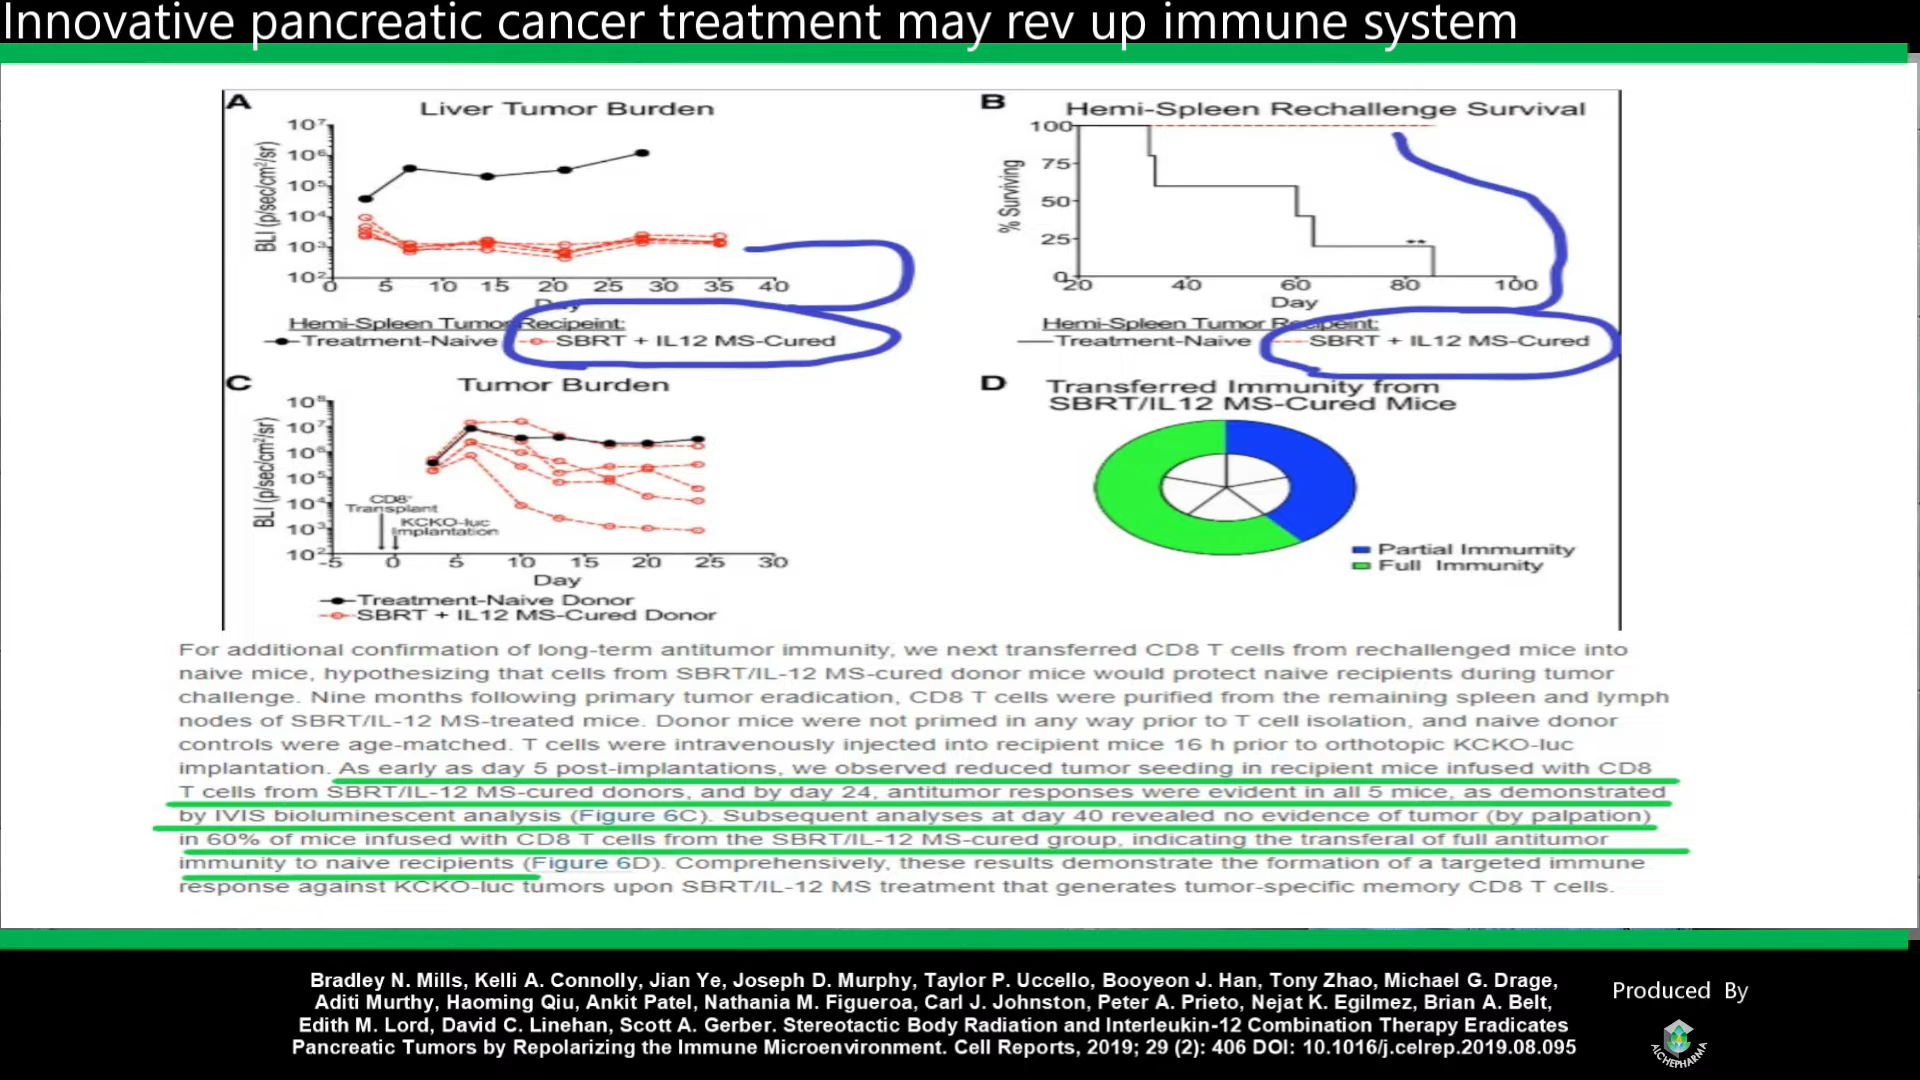 Innovative pancreatic cancer treatment may rev up immune system
A
Liver Tumor Burden
BLI (p/sec/cm²/sr)
10⁷
10⁶
10⁵
10⁴
10³
10²
0 5 10 15 20 25 30 35 40
Day
Hemi-Spleen Tumor Recipeint:
Treatment-Naive SBRT + IL12 MS-Cured
B
Hemi-Spleen Rechallenge Survival
% Surviving
100
75
50
25
0
**
20 40 60 80 100
Day
Hemi-Spleen Tumor Recipeint:
Treatment-Naive SBRT + IL12 MS-Cured
C
Tumor Burden
BLI (p/sec/cm²/sr)
10⁸
10⁷
10⁶
10⁵
10⁴
10³
10²
CD8⁺
Transplant
KCKO-luc
Implantation
-5 0 5 10 15 20 25 30
Day
Treatment-Naive Donor
SBRT + IL12 MS-Cured Donor
D
Transferred Immunity from
SBRT/IL12 MS-Cured Mice
Partial Immumity
Full Immunity
For additional confirmation of long-term antitumor immunity, we next transferred CD8 T cells from rechallenged mice into
naive mice, hypothesizing that cells from SBRT/IL-12 MS-cured donor mice would protect naive recipients during tumor
challenge. Nine months following primary tumor eradication, CD8 T cells were purified from the remaining spleen and lymph
nodes of SBRT/IL-12 MS-treated mice. Donor mice were not primed in any way prior to T cell isolation, and naive donor
controls were age-matched. T cells were intravenously injected into recipient mice 16 h prior to orthotopic KCKO-luc
implantation. As early as day 5 post-implantations, we observed reduced tumor seeding in recipient mice infused with CD8
T cells from SBRT/IL-12 MS-cured donors, and by day 24, antitumor responses were evident in all 5 mice, as demonstrated
by IVIS bioluminescent analysis (Figure 6C). Subsequent analyses at day 40 revealed no evidence of tumor (by palpation)
in 60% of mice infused with CD8 T cells from the SBRT/IL-12 MS-cured group, indicating the transferal of full antitumor
immunity to naive recipients (Figure 6D). Comprehensively, these results demonstrate the formation of a targeted immune
response against KCKO-luc tumors upon SBRT/IL-12 MS treatment that generates tumor-specific memory CD8 T cells.
Bradley N. Mills, Kelli A. Connolly, Jian Ye, Joseph D. Murphy, Taylor P. Uccello, Booyeon J. Han, Tony Zhao, Michael G. Drage,
Aditi Murthy, Haoming Qiu, Ankit Patel, Nathania M. Figueroa, Carl J. Johnston, Peter A. Prieto, Nejat K. Egilmez, Brian A. Belt,
Edith M. Lord, David C. Linehan, Scott A. Gerber. Stereotactic Body Radiation and Interleukin-12 Combination Therapy Eradicates
Pancreatic Tumors by Repolarizing the Immune Microenvironment. Cell Reports, 2019; 29 (2): 406 DOI: 10.1016/j.celrep.2019.08.095
Produced By
AlCHEPHARMA